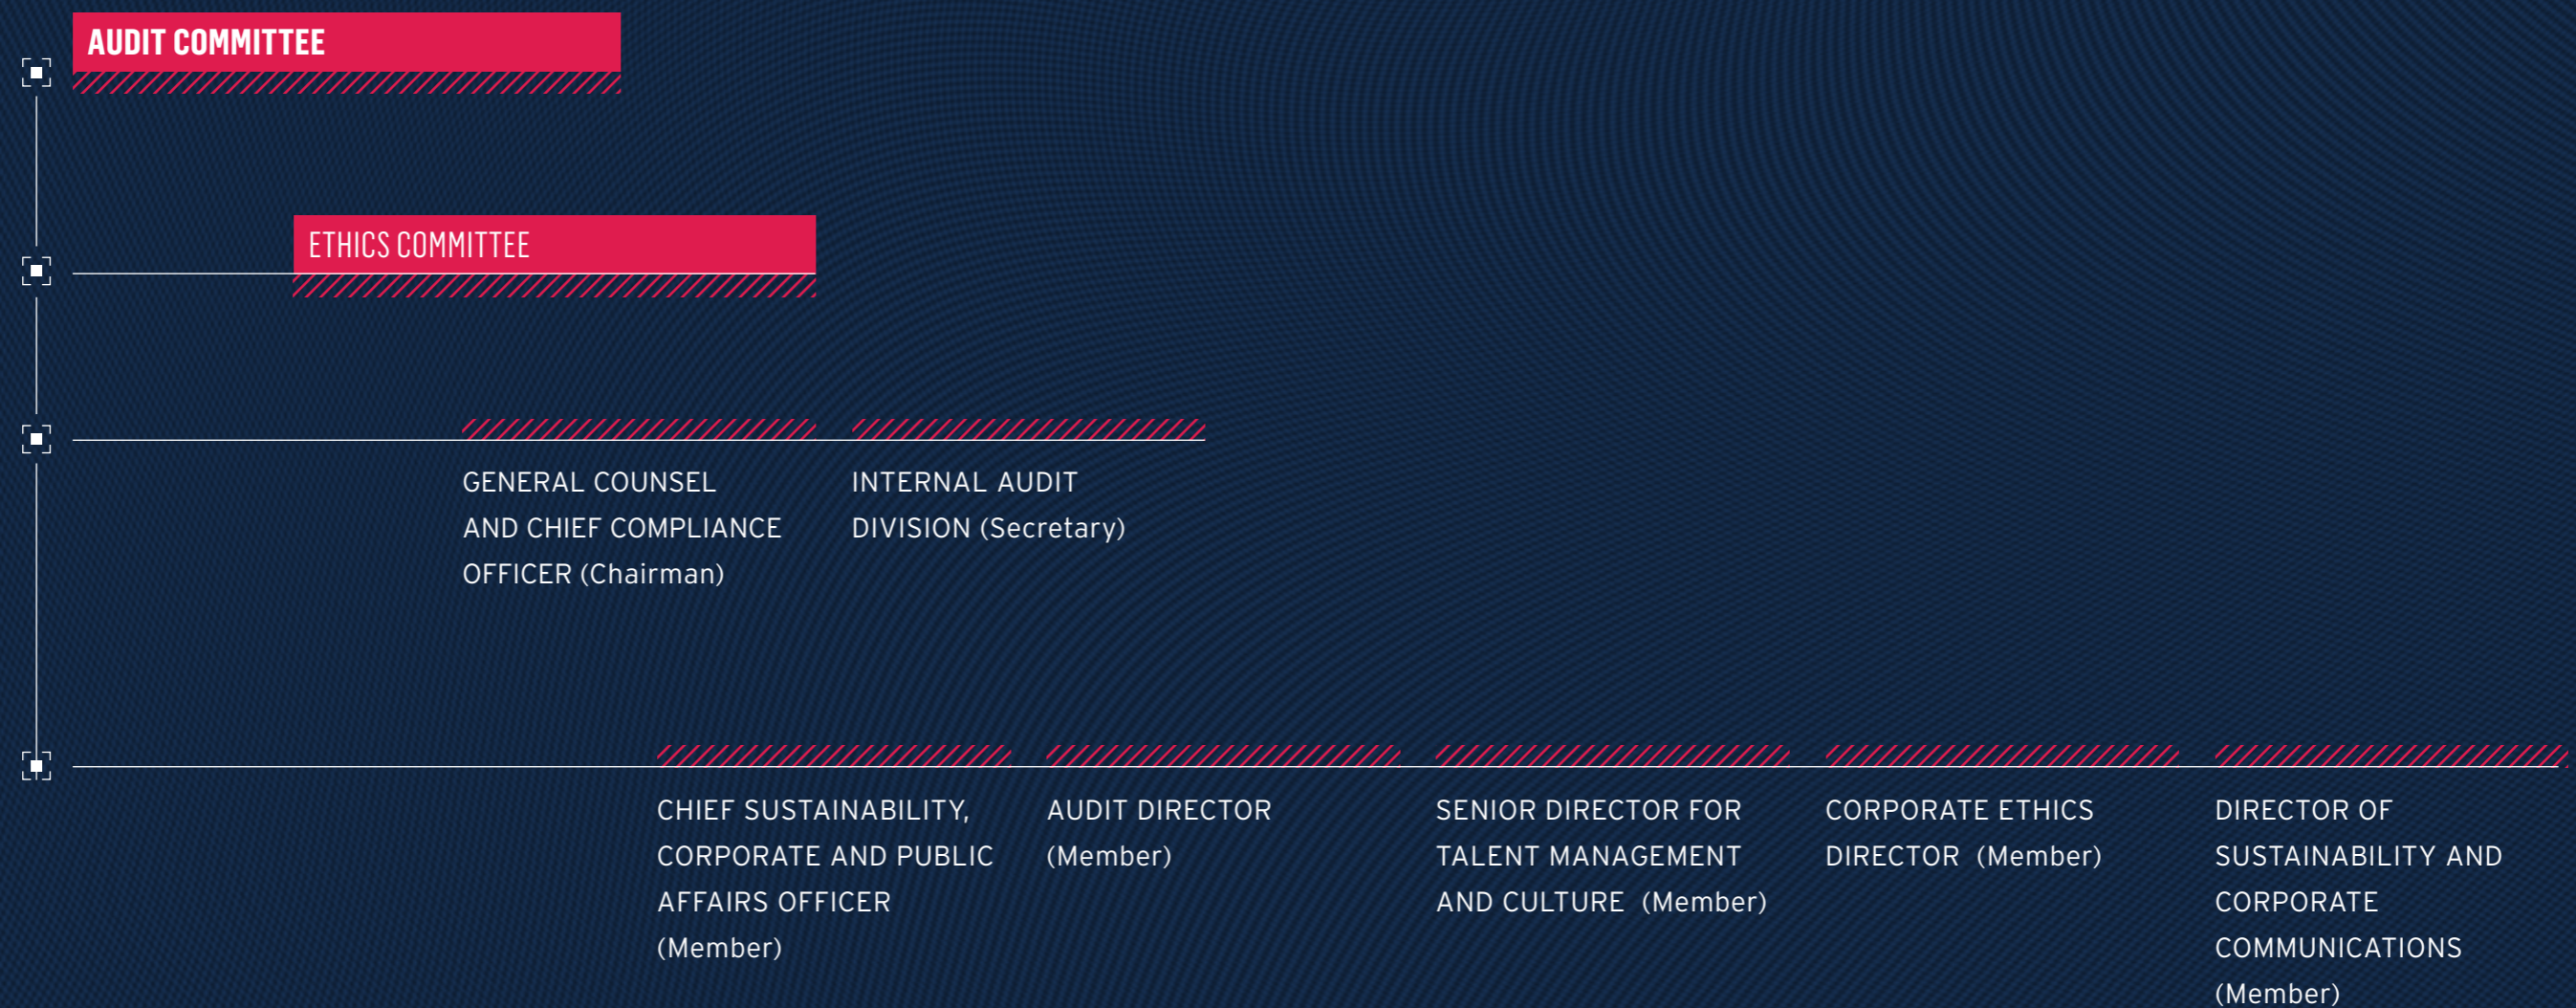 AUDIT COMMITTEE
ETHICS COMMITTEE
GENERAL COUNSEL
AND CHIEF COMPLIANCE
OFFICER (Chairman)
INTERNAL AUDIT
DIVISION (Secretary)
CHIEF SUSTAINABILITY,
CORPORATE AND PUBLIC
AFFAIRS OFFICER
(Member)
AUDIT DIRECTOR
(Member)
SENIOR DIRECTOR FOR
TALENT MANAGEMENT
AND CULTURE (Member)
CORPORATE ETHICS
DIRECTOR (Member)
DIRECTOR OF
SUSTAINABILITY AND
CORPORATE
COMMUNICATIONS
(Member)